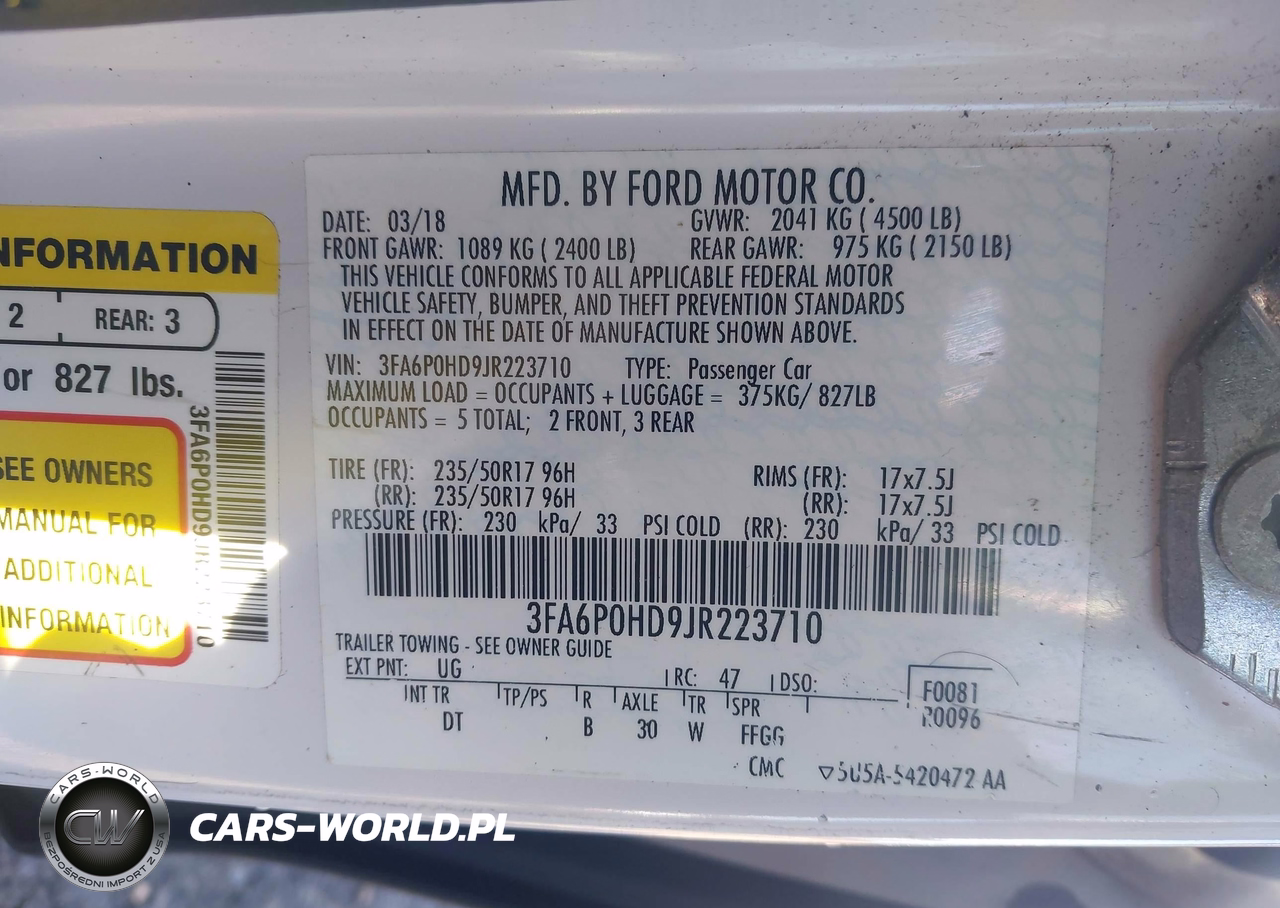 NFORMATION
2 REAR: 3
or 827 lbs.
SEE OWNERS
MANUAL FOR
ADDITIONAL
INFORMATION
MFD. BY FORD MOTOR CO.
DATE: 03/18 GVWR: 2041 KG ( 4500 LB)
FRONT GAWR: 1089 KG ( 2400 LB) REAR GAWR: 975 KG ( 2150 LB)
THIS VEHICLE CONFORMS TO ALL APPLICABLE FEDERAL MOTOR
VEHICLE SAFETY, BUMPER, AND THEFT PREVENTION STANDARDS
IN EFFECT ON THE DATE OF MANUFACTURE SHOWN ABOVE.
VIN: 3FA6P0HD9JR223710 TYPE: Passenger Car
MAXIMUM LOAD = OCCUPANTS + LUGGAGE = 375KG/ 827LB
OCCUPANTS = 5 TOTAL; 2 FRONT, 3 REAR
TIRE (FR): 235/50R17 96H RIMS (FR): 17x7.5J
(RR): 235/50R17 96H (RR): 17x7.5J
PRESSURE (FR): 230 kPa/ 33 PSI COLD (RR): 230 kPa/ 33 PSI COLD
3FA6P0HD9JR223710
TRAILER TOWING - SEE OWNER GUIDE
EXT PNT: UG RC: 47 DSO:
INT TR TP/PS R AXLE TR SPR
DT B 30 W FFGG
F0081
R0096
CMC ▽5U5A-5420472 AA
CARS-WORLD
CW
BEZPOŚREDNI IMPORT Z USA
CARS-WORLD.PL